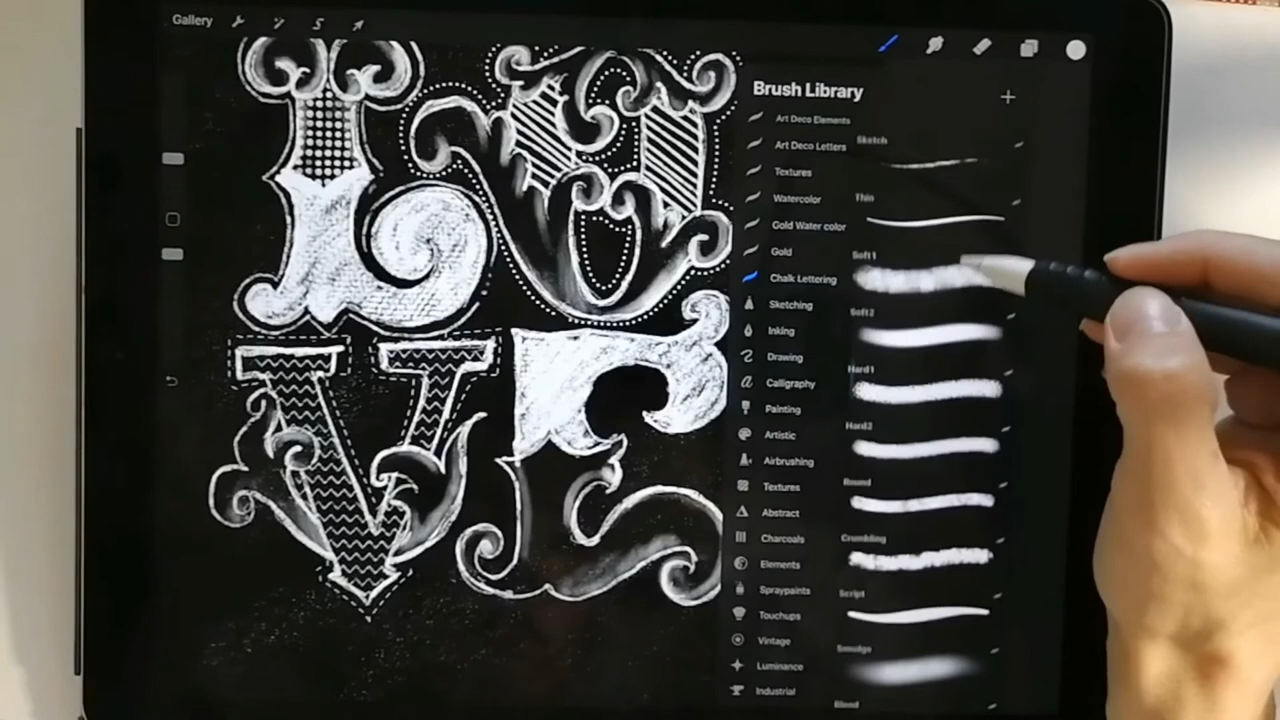 Gallery
LO
VE
Brush Library
Art Deco Elements
Art Deco Letters
Textures
Watercolor
Gold Water color
Gold
Chalk Lettering
Sketching
Inking
Drawing
Calligraphy
Painting
Artistic
Airbrushing
Textures
Abstract
Charcoals
Elements
Spraypaints
Touchups
Vintage
Luminance
Industrial
Sketch
Thin
Soft1
Soft2
Hard1
Hard2
Round
Crumbling
Script
Smudge
Blend